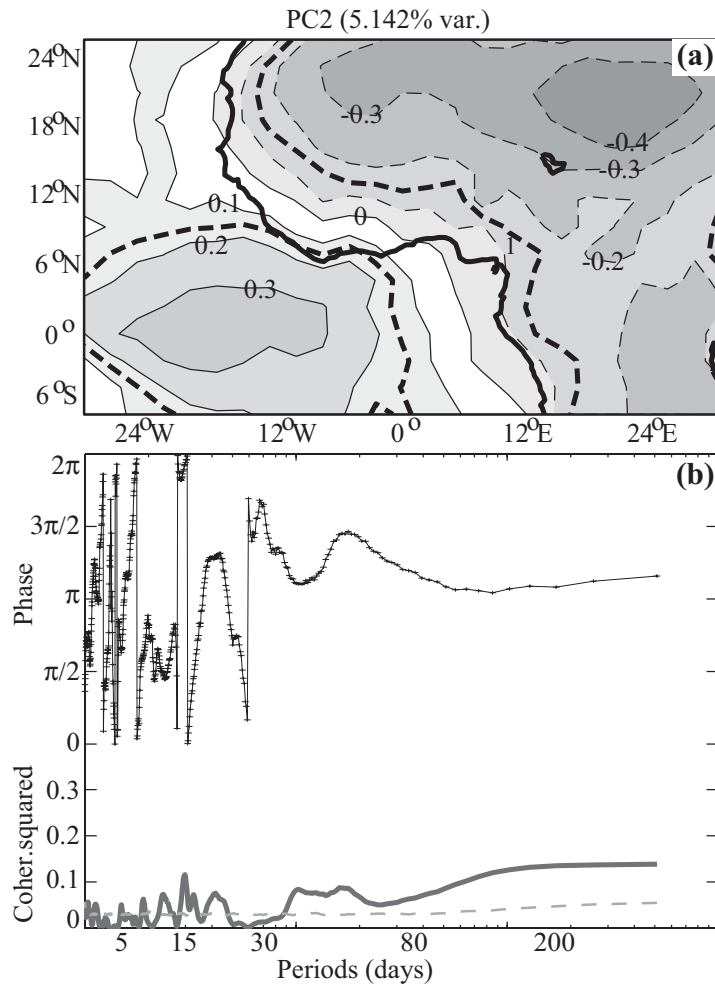 PC2 (5.142% var.)
(a)
24°N
18°N
12°N
6°N
0°
6°S
-0.3
-0.4
-0.3
0.1
0
0.2
1
-0.2
0.3
24°W
12°W
0°
12°E
24°E
(b)
2π
3π/2
π
π/2
0
Phase
0.3
0.2
0.1
0
Coher.squared
5
15
30
80
200
Periods (days)